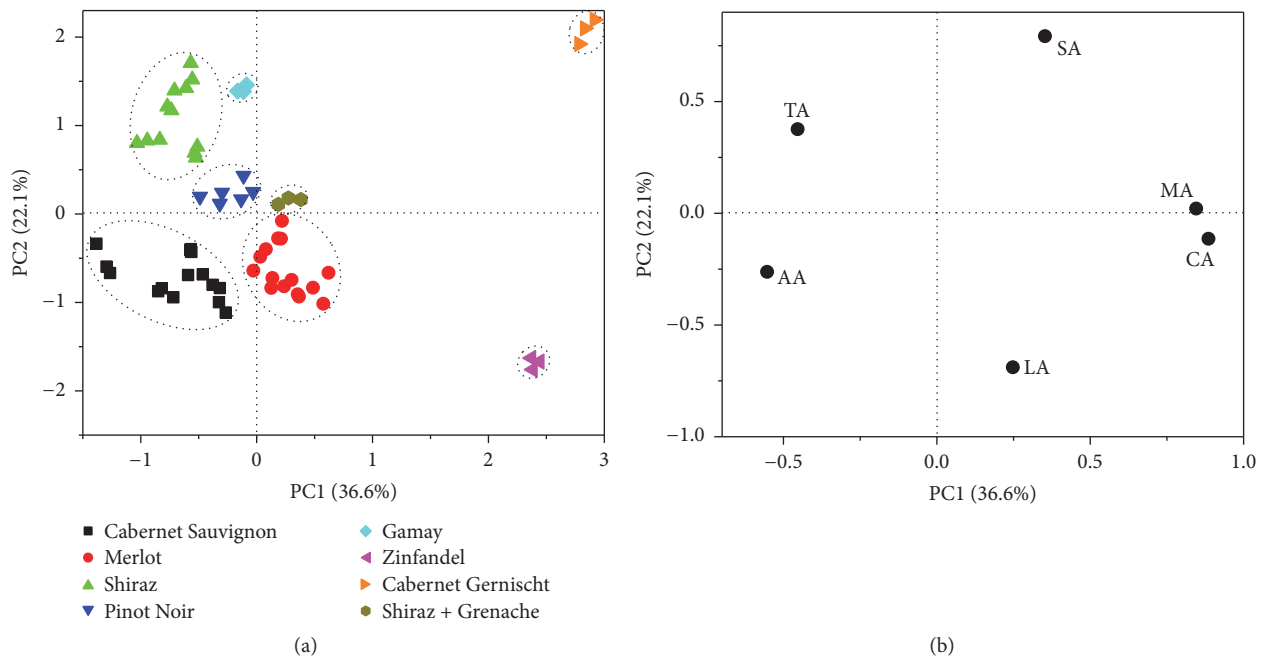 2
1
0
−1
−2
PC2 (22.1%)
−1
0
1
2
3
PC1 (36.6%)
Cabernet Sauvignon
Merlot
Shiraz
Pinot Noir
Gamay
Zinfandel
Cabernet Gernischt
Shiraz + Grenache
(a)
0.5
0.0
−0.5
−1.0
PC2 (22.1%)
SA
TA
MA
CA
AA
LA
−0.5
0.0
0.5
1.0
PC1 (36.6%)
(b)